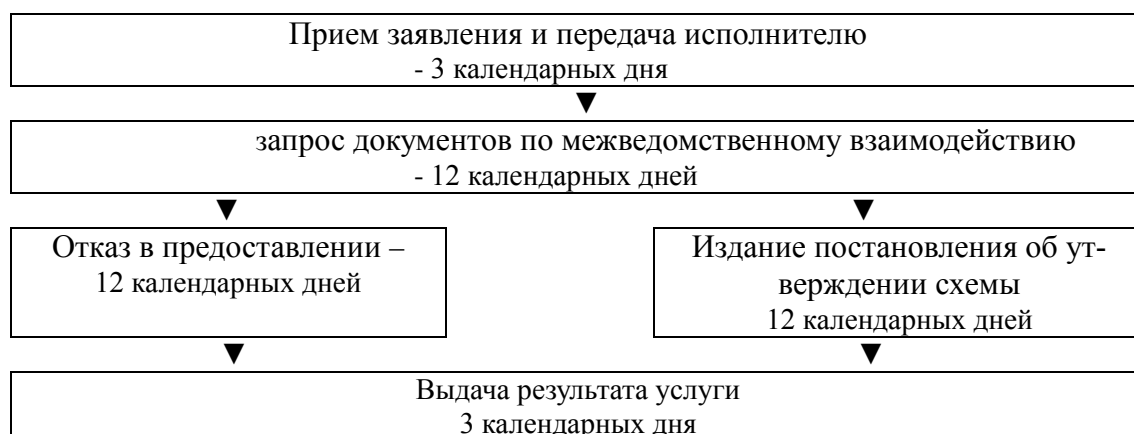 Прием заявления и передача исполнителю
- 3 календарных дня
запрос документов по межведомственному взаимодействию
- 12 календарных дней
Отказ в предоставлении –
12 календарных дней
Издание постановления об ут-
верждении схемы
12 календарных дней
Выдача результата услуги
3 календарных дня